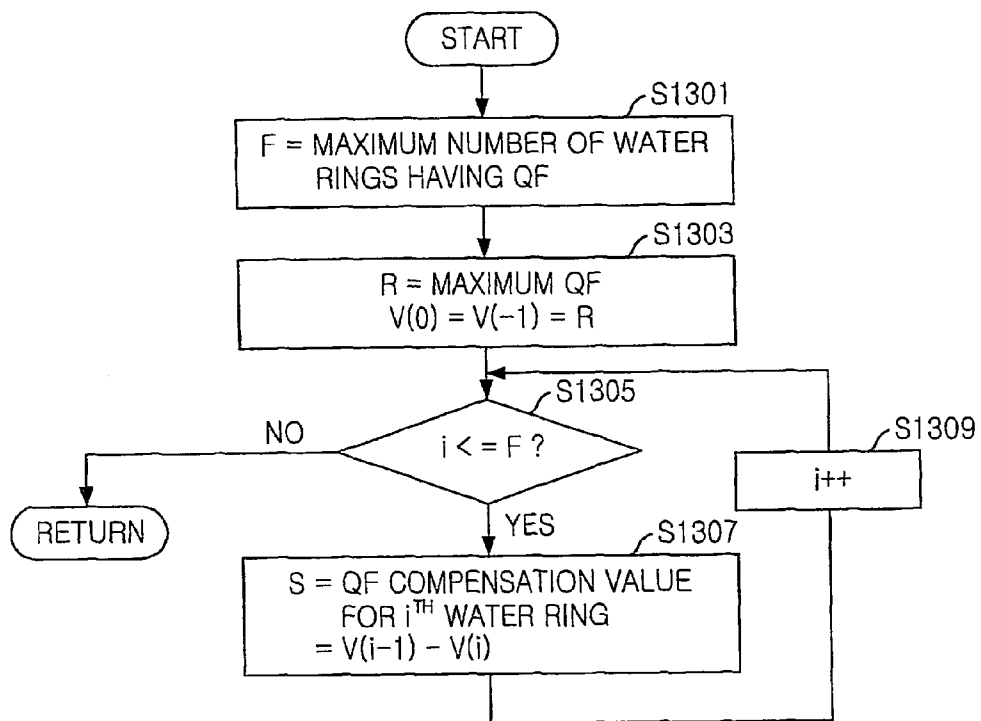 START
S1301
F = MAXIMUM NUMBER OF WATER
RINGS HAVING QF
S1303
R = MAXIMUM QF
V(0) = V(-1) = R
S1305
i < = F ?
NO
YES
RETURN
S1309
i++
S1307
S = QF COMPENSATION VALUE
FOR iTH WATER RING
= V(i-1) - V(i)